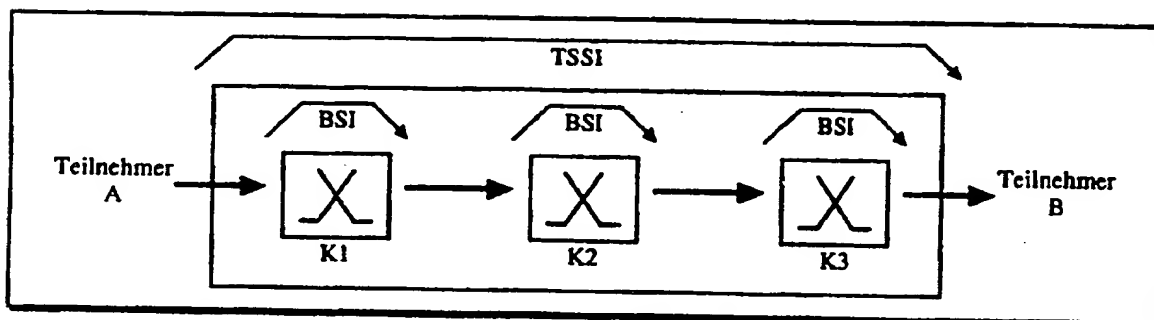 TSSI
BSI
BSI
BSI
Teilnehmer
A
Teilnehmer
B
K1
K2
K3